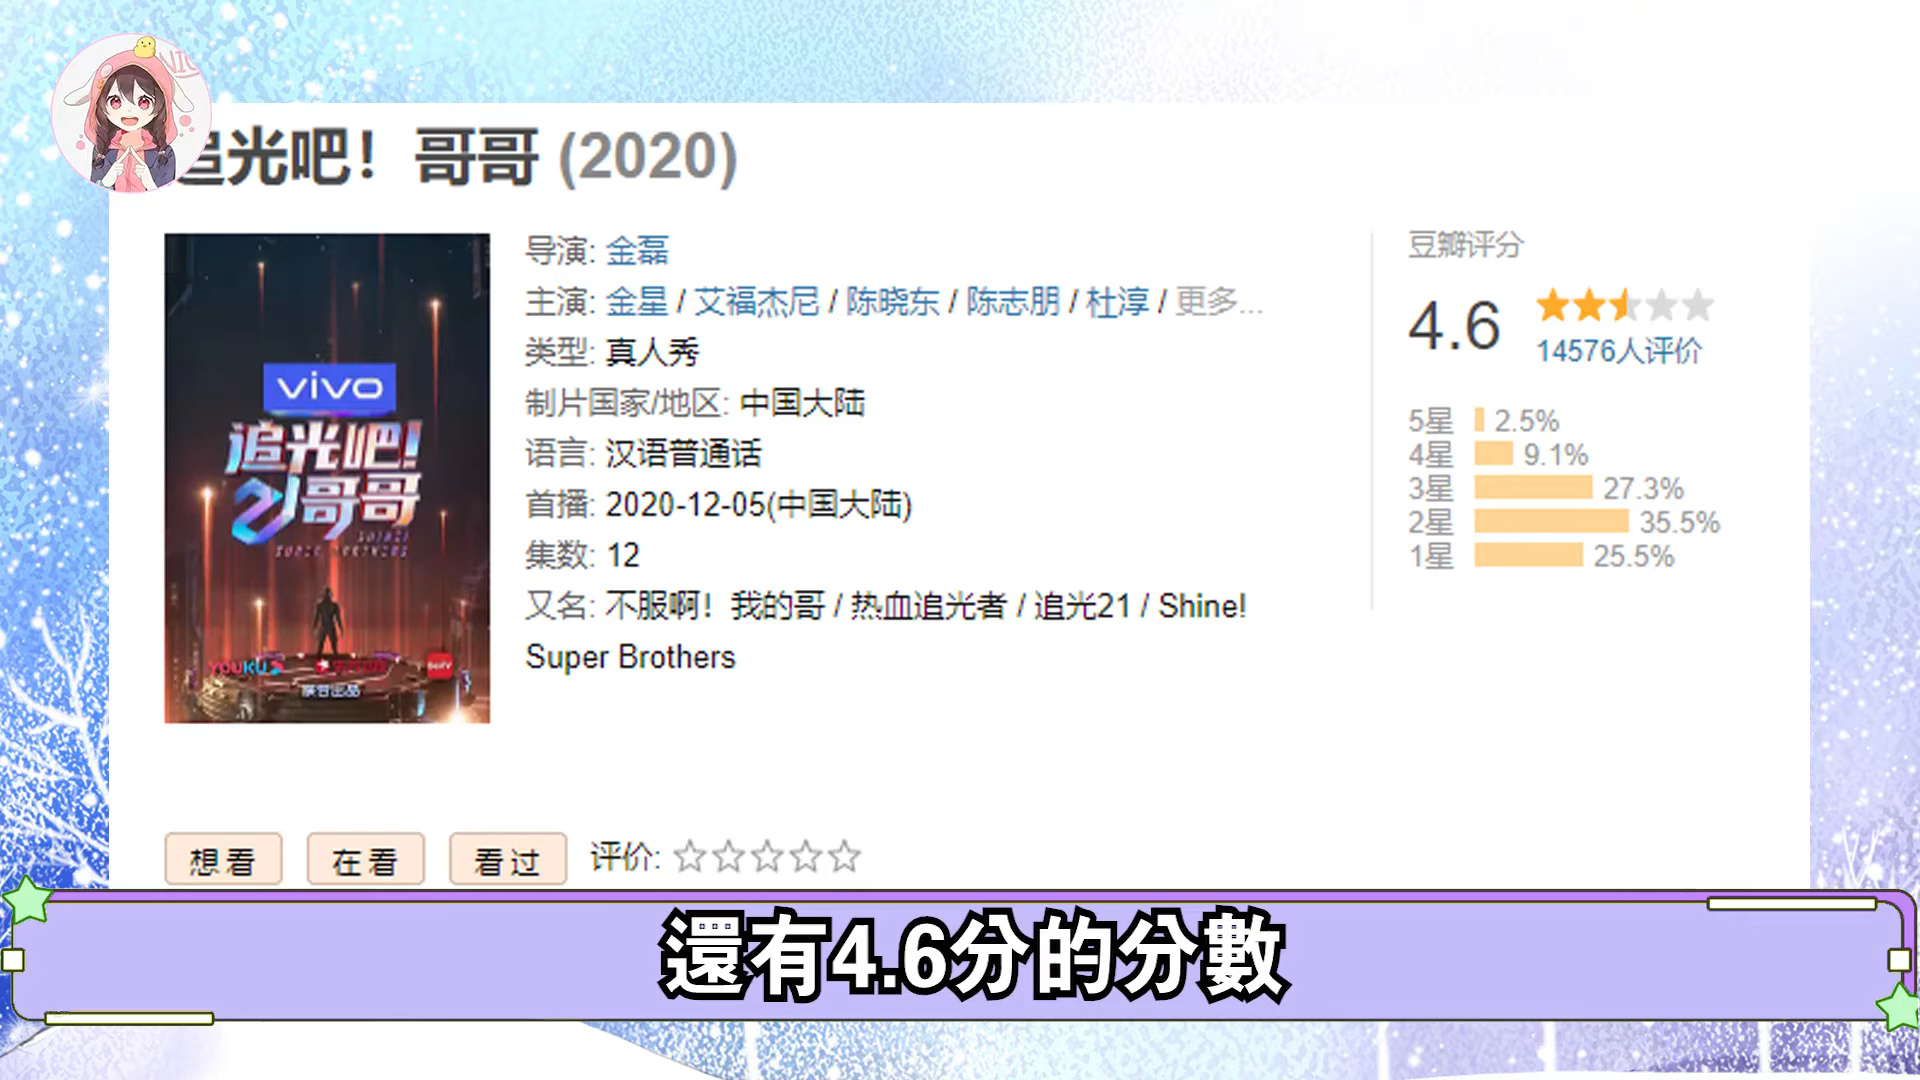 追光吧！哥哥 (2020)
vivo
追光吧!
21哥哥
SHINE!
SUPER BROTHERS
YOUKU
导演: 金磊
主演: 金星 / 艾福杰尼 / 陈晓东 / 陈志朋 / 杜淳 / 更多...
类型: 真人秀
制片国家/地区: 中国大陆
语言: 汉语普通话
首播: 2020-12-05(中国大陆)
集数: 12
又名: 不服啊！我的哥 / 热血追光者 / 追光21 / Shine!
Super Brothers
豆瓣评分
4.6
14576人评价
5星 2.5%
4星 9.1%
3星 27.3%
2星 35.5%
1星 25.5%
想看 在看 看过 评价:
還有4.6分的分數